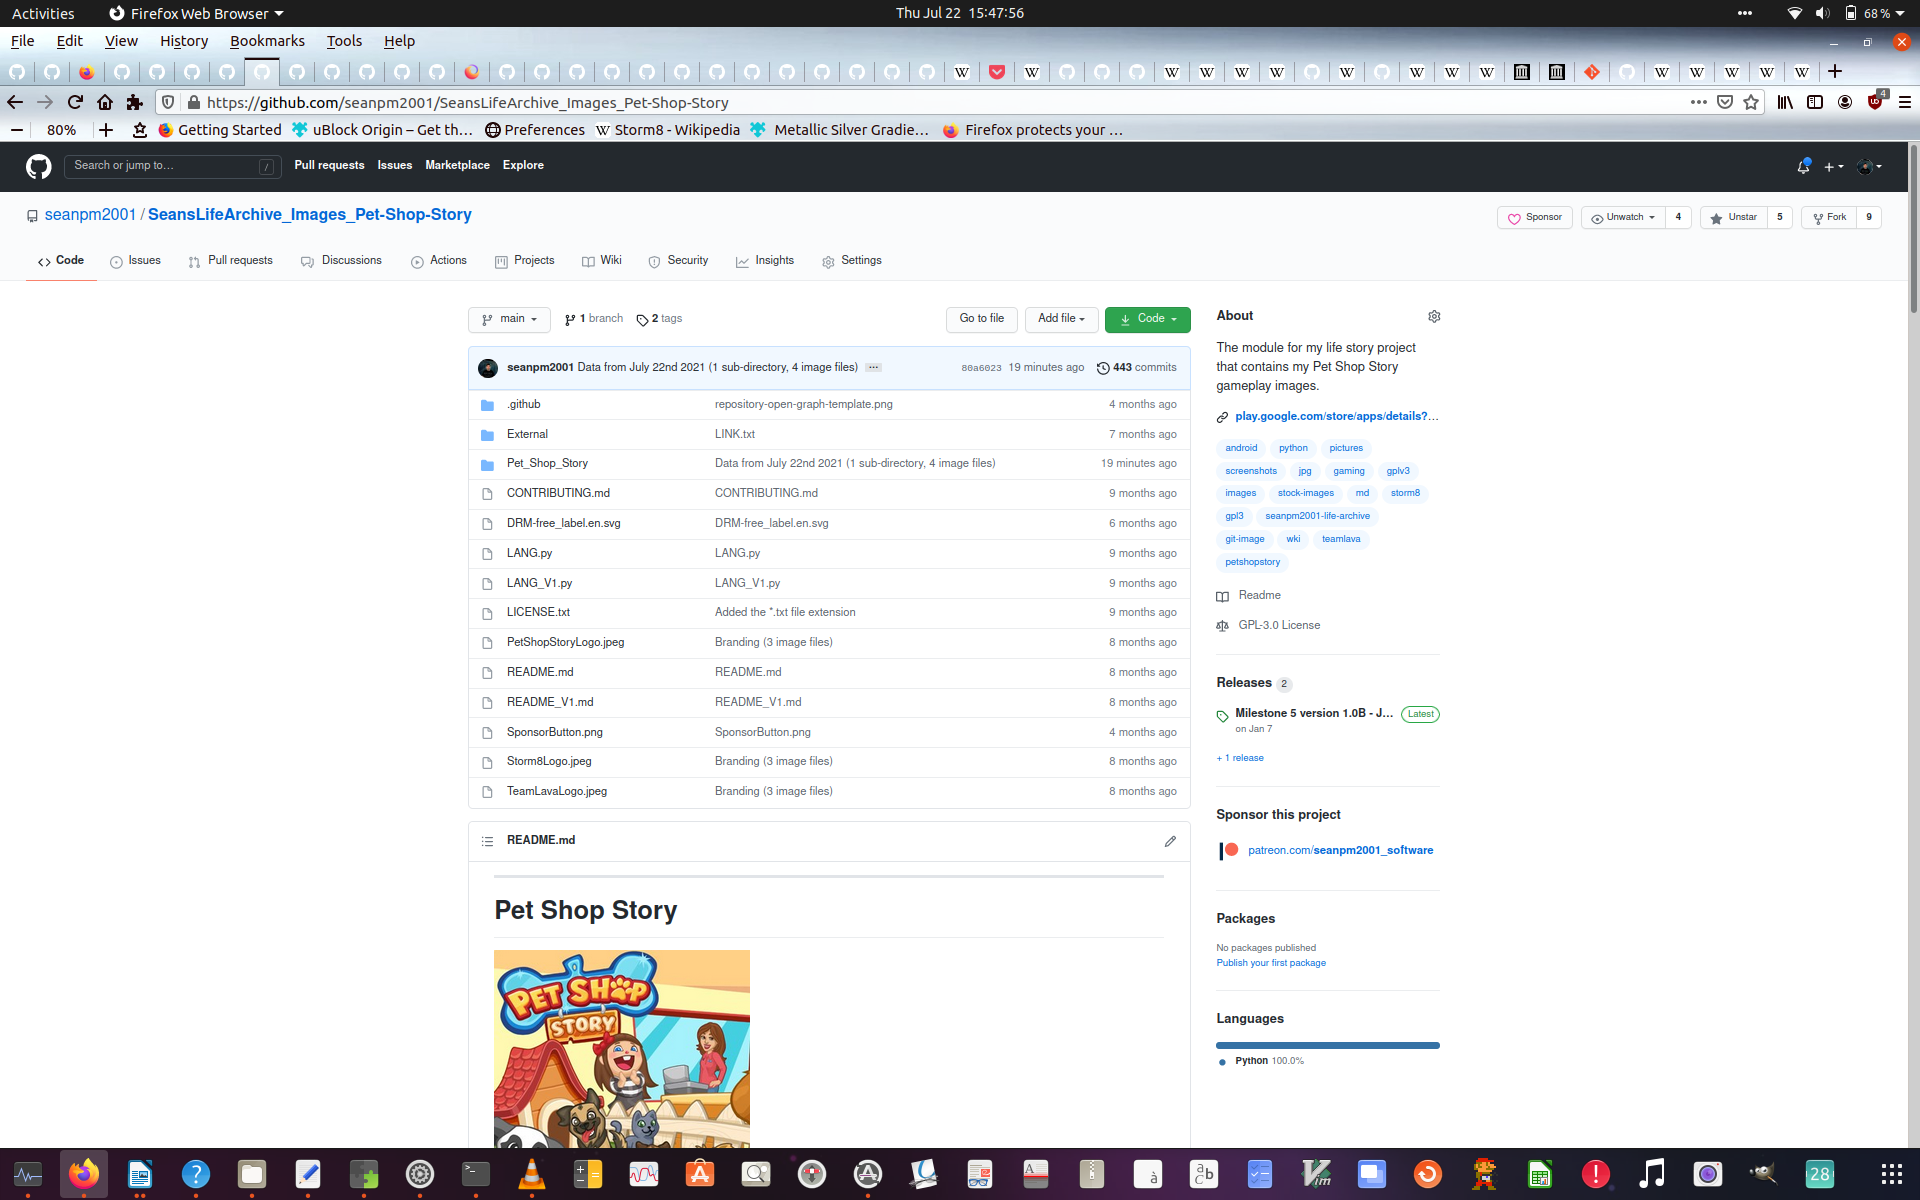 Activities Firefox Web Browser Thu Jul 22 15:47:56 68 %
File Edit View History Bookmarks Tools Help
https://github.com/seanpm2001/SeansLifeArchive_Images_Pet-Shop-Story 4
80% Getting Started uBlock Origin – Get th… Preferences Storm8 - Wikipedia Metallic Silver Gradie… Firefox protects your …
Search or jump to… / Pull requests Issues Marketplace Explore
seanpm2001 / SeansLifeArchive_Images_Pet-Shop-Story Sponsor Unwatch 4 Unstar 5 Fork 9
Code Issues Pull requests Discussions Actions Projects Wiki Security Insights Settings
main 1 branch 2 tags Go to file Add file Code
seanpm2001 Data from July 22nd 2021 (1 sub-directory, 4 image files) 80a6023 19 minutes ago 443 commits
.github repository-open-graph-template.png 4 months ago
External LINK.txt 7 months ago
Pet_Shop_Story Data from July 22nd 2021 (1 sub-directory, 4 image files) 19 minutes ago
CONTRIBUTING.md CONTRIBUTING.md 9 months ago
DRM-free_label.en.svg DRM-free_label.en.svg 6 months ago
LANG.py LANG.py 9 months ago
LANG_V1.py LANG_V1.py 9 months ago
LICENSE.txt Added the *.txt file extension 9 months ago
PetShopStoryLogo.jpeg Branding (3 image files) 8 months ago
README.md README.md 8 months ago
README_V1.md README_V1.md 8 months ago
SponsorButton.png SponsorButton.png 4 months ago
Storm8Logo.jpeg Branding (3 image files) 8 months ago
TeamLavaLogo.jpeg Branding (3 image files) 8 months ago
README.md
Pet Shop Story
PET SHOP
STORY
About
The module for my life story project
that contains my Pet Shop Story
gameplay images.
play.google.com/store/apps/details?…
android python pictures
screenshots jpg gaming gplv3
images stock-images md storm8
gpl3 seanpm2001-life-archive
git-image wki teamlava
petshopstory
Readme
GPL-3.0 License
Releases 2
Milestone 5 version 1.0B - J… Latest
on Jan 7
+ 1 release
Sponsor this project
patreon.com/seanpm2001_software
Packages
No packages published
Publish your first package
Languages
Python 100.0%
28